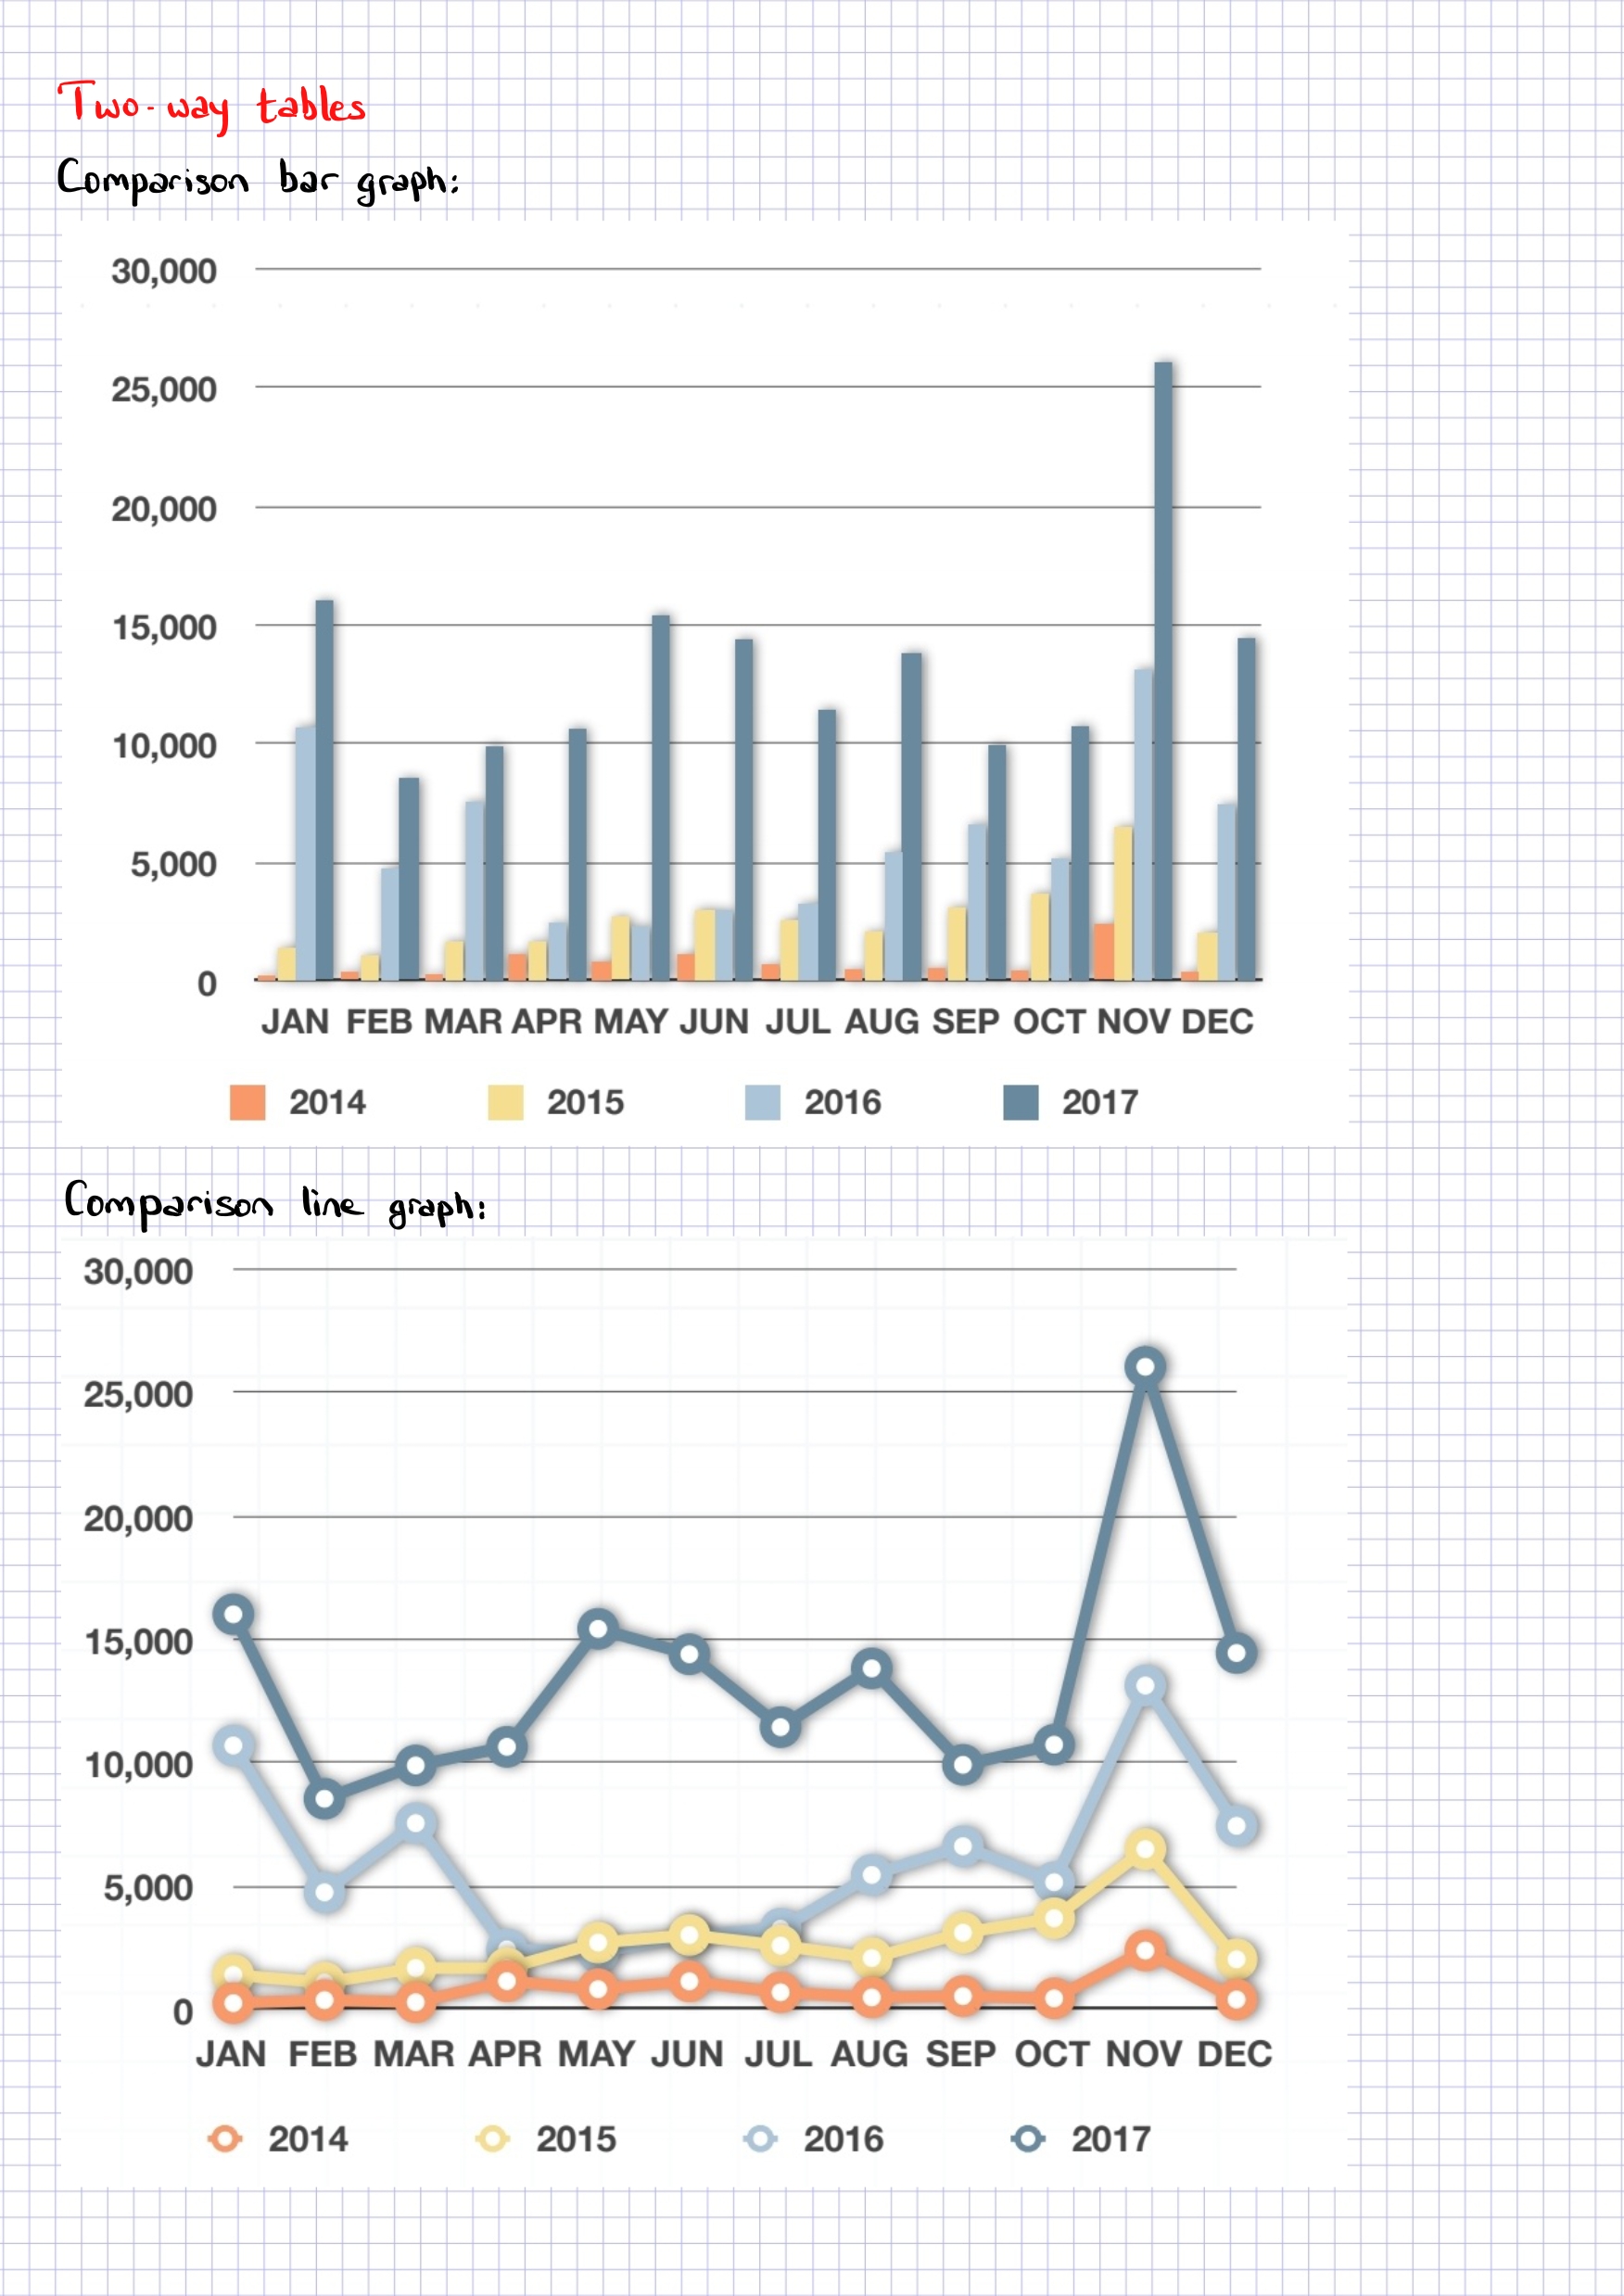 Two-way tables
Comparison bar graph:
30,000
25,000
20,000
15,000
10,000
5,000
0
JAN FEB MAR APR MAY JUN JUL AUG SEP OCT NOV DEC
2014 2015 2016 2017
Comparison line graph:
30,000
25,000
20,000
15,000
10,000
5,000
0
JAN FEB MAR APR MAY JUN JUL AUG SEP OCT NOV DEC
2014 2015 2016 2017